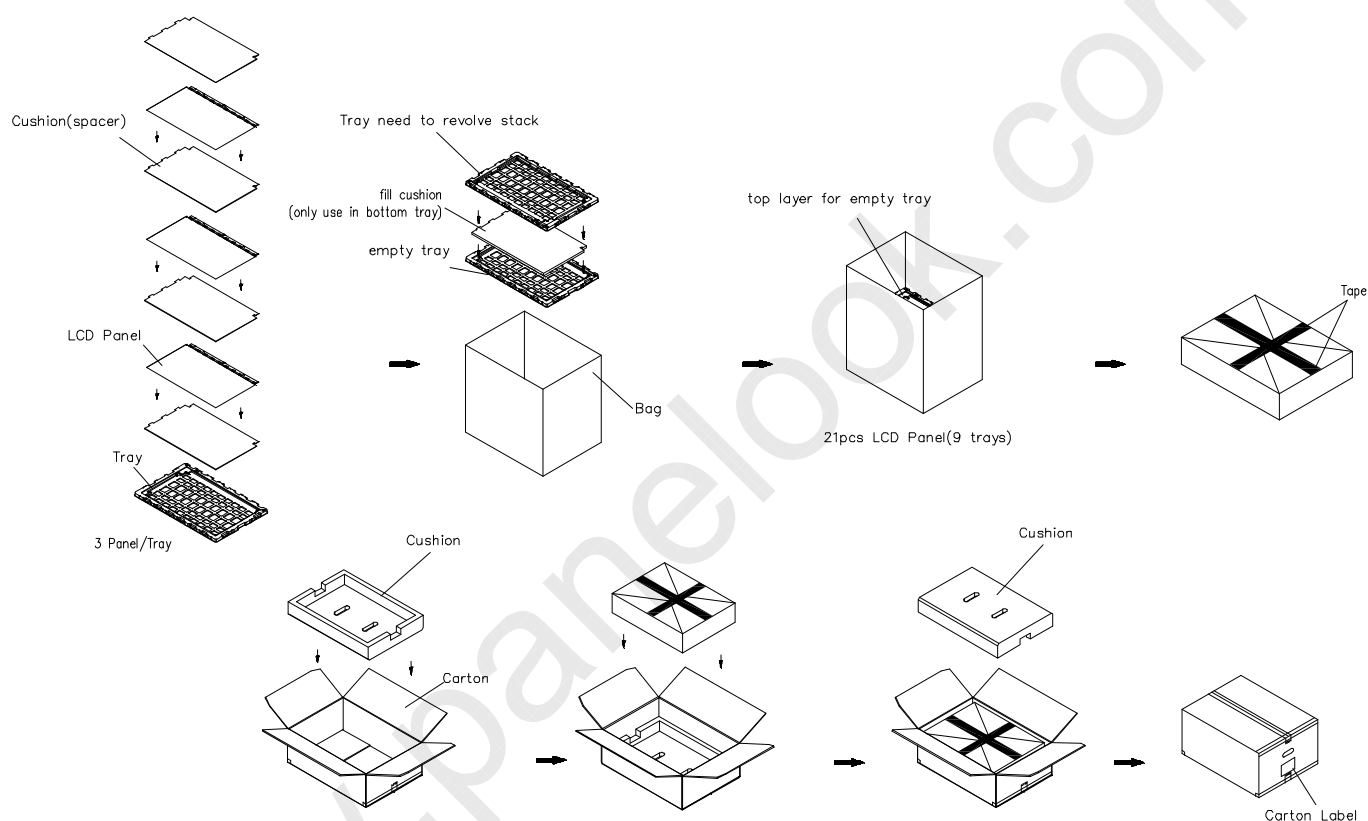 Cushion(spacer)
LCD Panel
Tray
3 Panel/Tray
Tray need to revolve stack
fill cushion
(only use in bottom tray)
empty tray
Bag
top layer for empty tray
21pcs LCD Panel(9 trays)
Tape
Cushion
Carton
Cushion
Carton Label
4panelook.com